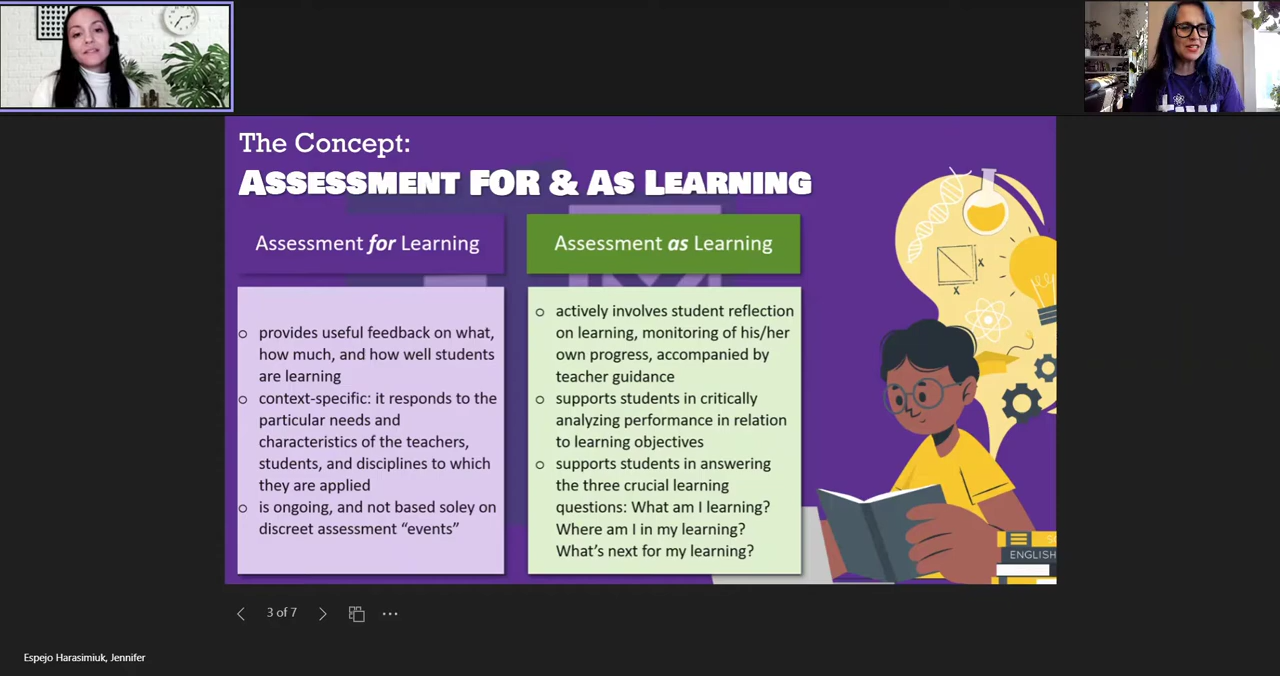 The Concept:
ASSESSMENT FOR & AS LEARNING
Assessment for Learning
provides useful feedback on what,
how much, and how well students
are learning
context-specific: it responds to the
particular needs and
characteristics of the teachers,
students, and disciplines to which
they are applied
is ongoing, and not based soley on
discreet assessment “events”
Assessment as Learning
actively involves student reflection
on learning, monitoring of his/her
own progress, accompanied by
teacher guidance
supports students in critically
analyzing performance in relation
to learning objectives
supports students in answering
the three crucial learning
questions: What am I learning?
Where am I in my learning?
What’s next for my learning?
x
x
ENGLISH
3 of 7
Espejo Harasimiuk, Jennifer